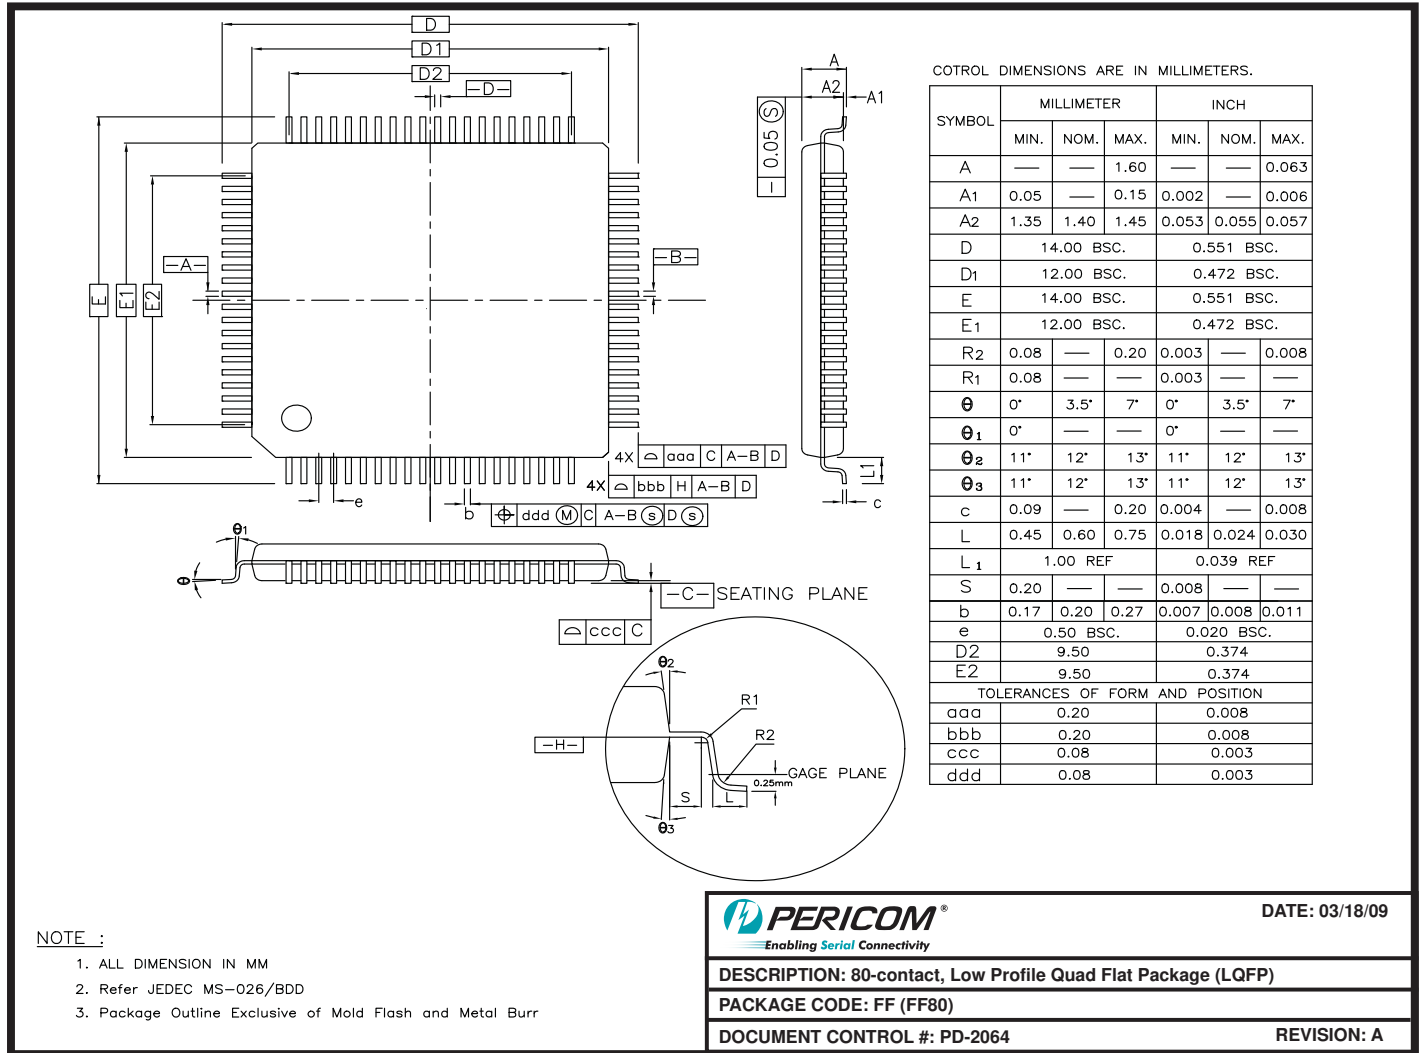 D
D1
D2
-D-
A
A2
A1
- 0.05 Ⓢ
E
E1
E2
-A-
-B-
4X ⌓ aaa C A-B D
4X ⌓ bbb H A-B D
e
b
⌖ ddd Ⓜ C A-B ⓢ D ⓢ
L1
c
θ1
θ
-C- SEATING PLANE
⌓ ccc C
θ2
R1
R2
-H-
GAGE PLANE
0.25mm
S
L
θ3
COTROL DIMENSIONS ARE IN MILLIMETERS.
SYMBOL MILLIMETER INCH
MIN. NOM. MAX. MIN. NOM. MAX.
A — — 1.60 — — 0.063
A1 0.05 — 0.15 0.002 — 0.006
A2 1.35 1.40 1.45 0.053 0.055 0.057
D 14.00 BSC. 0.551 BSC.
D1 12.00 BSC. 0.472 BSC.
E 14.00 BSC. 0.551 BSC.
E1 12.00 BSC. 0.472 BSC.
R2 0.08 — 0.20 0.003 — 0.008
R1 0.08 — — 0.003 — —
θ 0° 3.5° 7° 0° 3.5° 7°
θ1 0° — — 0° — —
θ2 11° 12° 13° 11° 12° 13°
θ3 11° 12° 13° 11° 12° 13°
c 0.09 — 0.20 0.004 — 0.008
L 0.45 0.60 0.75 0.018 0.024 0.030
L1 1.00 REF 0.039 REF
S 0.20 — — 0.008 — —
b 0.17 0.20 0.27 0.007 0.008 0.011
e 0.50 BSC. 0.020 BSC.
D2 9.50 0.374
E2 9.50 0.374
TOLERANCES OF FORM AND POSITION
aaa 0.20 0.008
bbb 0.20 0.008
ccc 0.08 0.003
ddd 0.08 0.003
NOTE :
1. ALL DIMENSION IN MM
2. Refer JEDEC MS-026/BDD
3. Package Outline Exclusive of Mold Flash and Metal Burr
PERICOM®
Enabling Serial Connectivity
DATE: 03/18/09
DESCRIPTION: 80-contact, Low Profile Quad Flat Package (LQFP)
PACKAGE CODE: FF (FF80)
DOCUMENT CONTROL #: PD-2064
REVISION: A